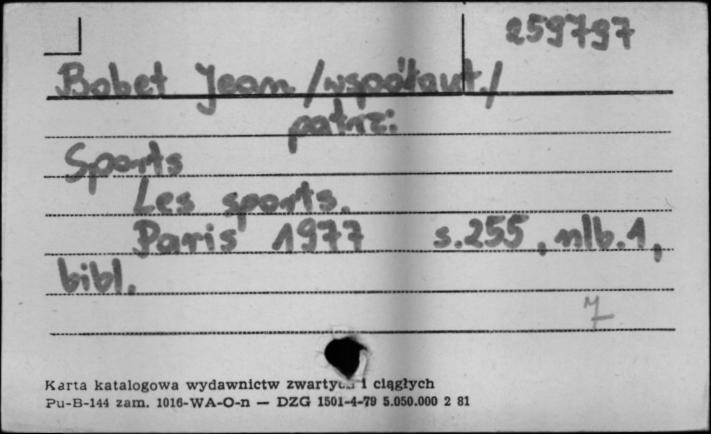 259797
Bobet Jean /współaut./
patrz:
Sports
Les sports.
Paris 1977 s.255, nlb.1,
bibl.
7
Karta katalogowa wydawnictw zwartych i ciągłych
Pu-B-144 zam. 1016-WA-O-n — DZG 1501-4-79 5.050.000 2 81